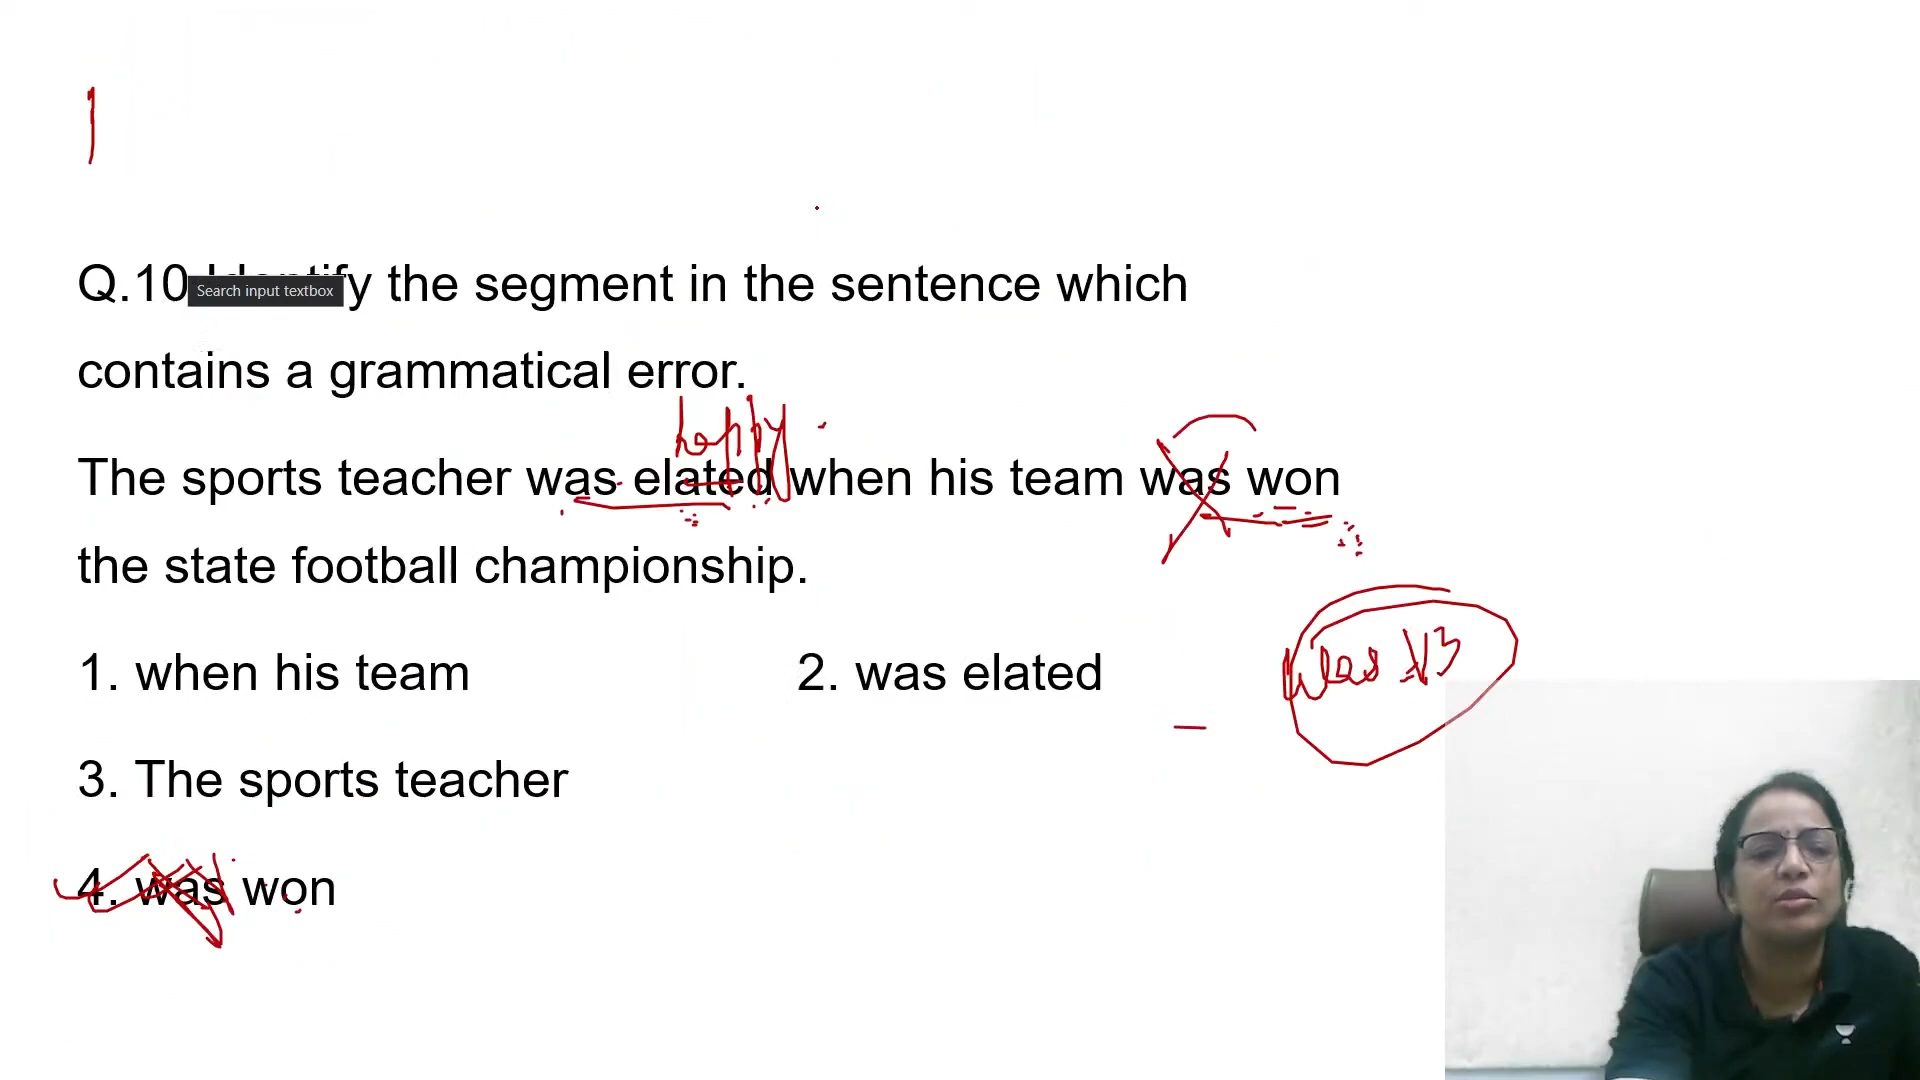 Q.10 Identify the segment in the sentence which
Search input textbox
contains a grammatical error.
happy
The sports teacher was elated when his team was won
the state football championship.
was V3
1. when his team 2. was elated
3. The sports teacher
4. was won